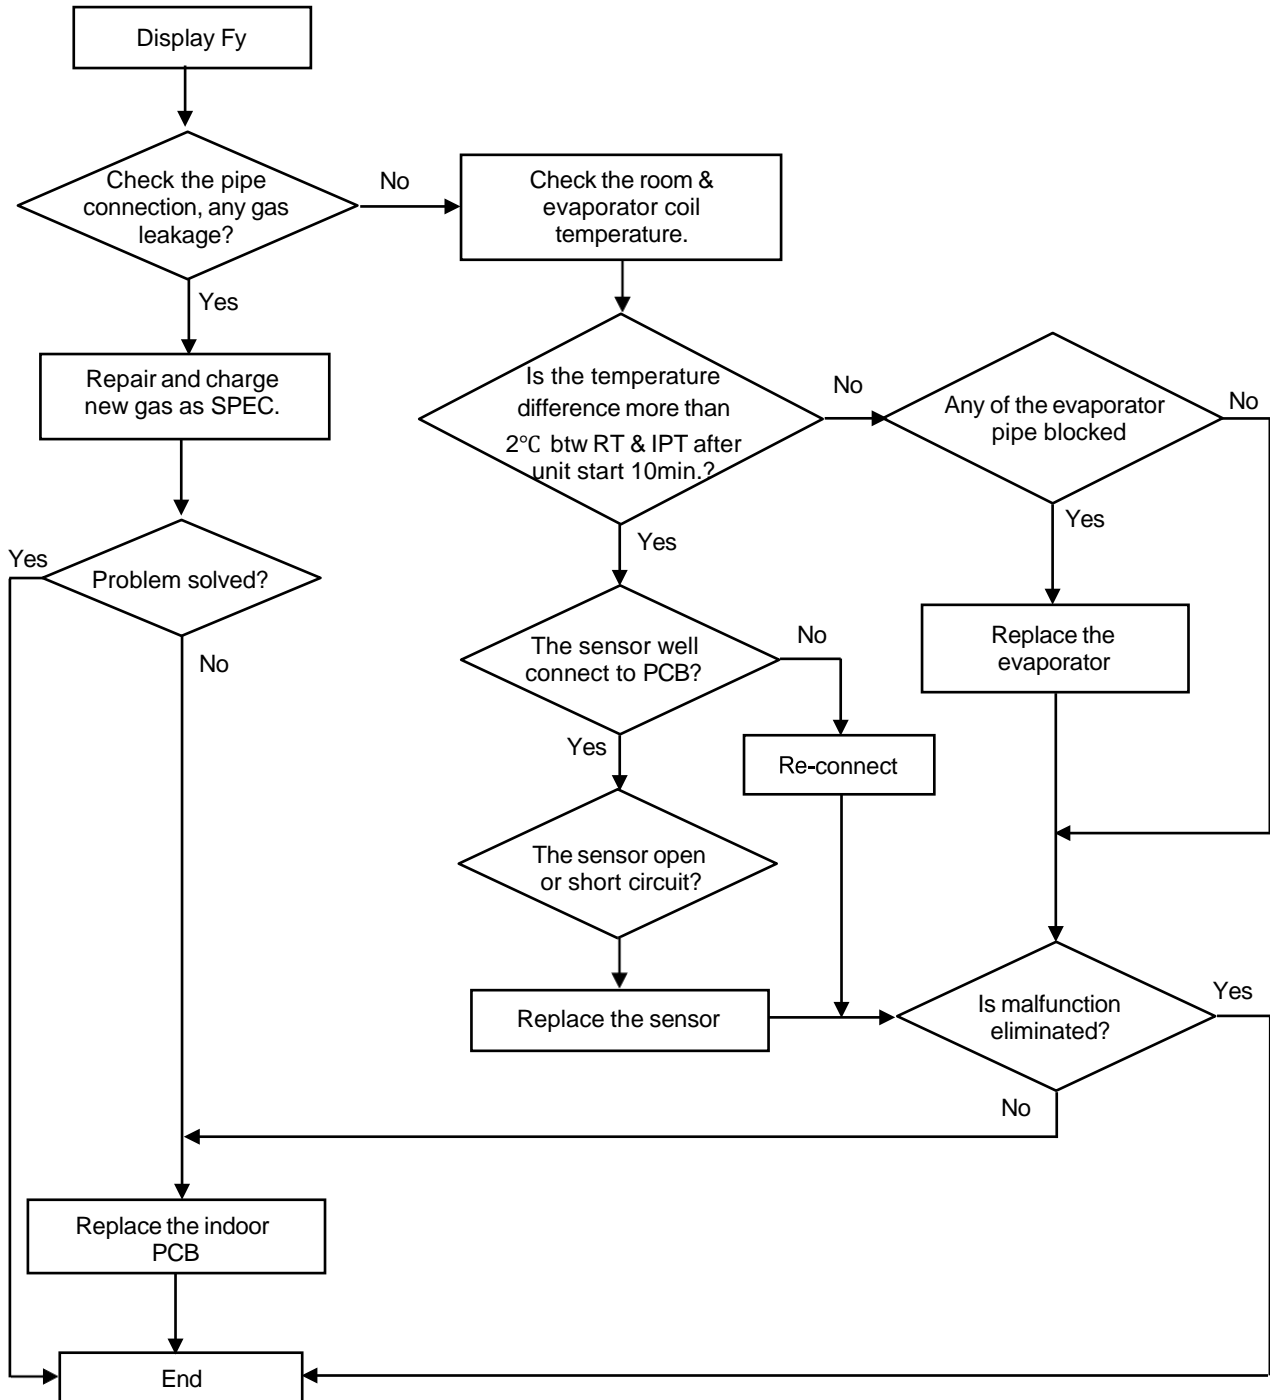 Display Fy
Check the pipe
connection, any gas
leakage?
No
Check the room &
evaporator coil
temperature.
Yes
Repair and charge
new gas as SPEC.
Is the temperature
difference more than
2℃ btw RT & IPT after
unit start 10min.?
No
Any of the evaporator
pipe blocked
No
Yes
Problem solved?
No
Yes
The sensor well
connect to PCB?
No
Yes
Replace the
evaporator
Re-connect
Yes
The sensor open
or short circuit?
Replace the sensor
Is malfunction
eliminated?
Yes
No
Replace the indoor
PCB
End